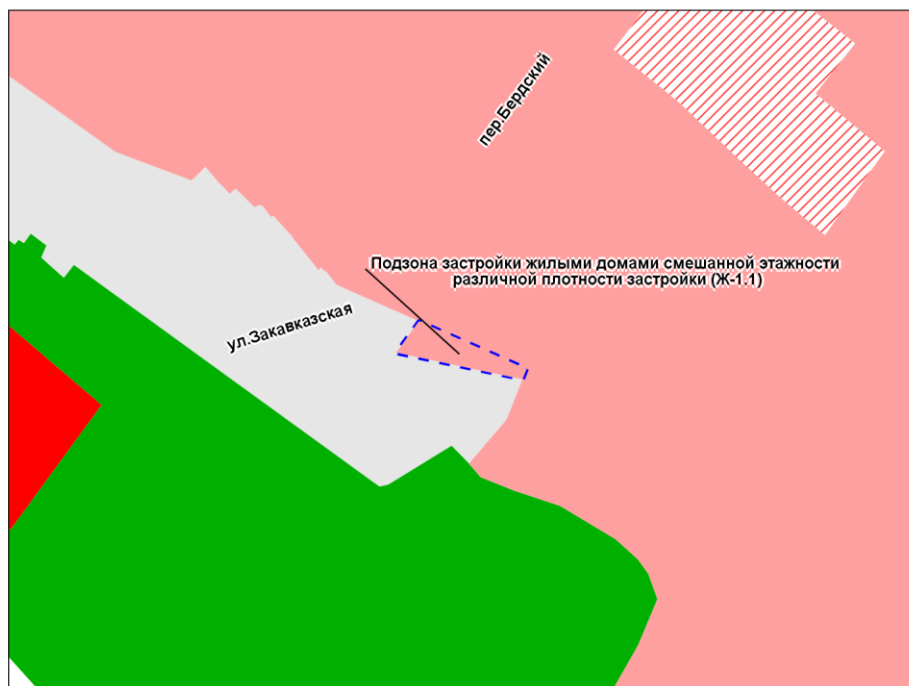 пер.Бердский
Подзона застройки жилыми домами смешанной этажности
различной плотности застройки (Ж-1.1)
ул.Закавказская